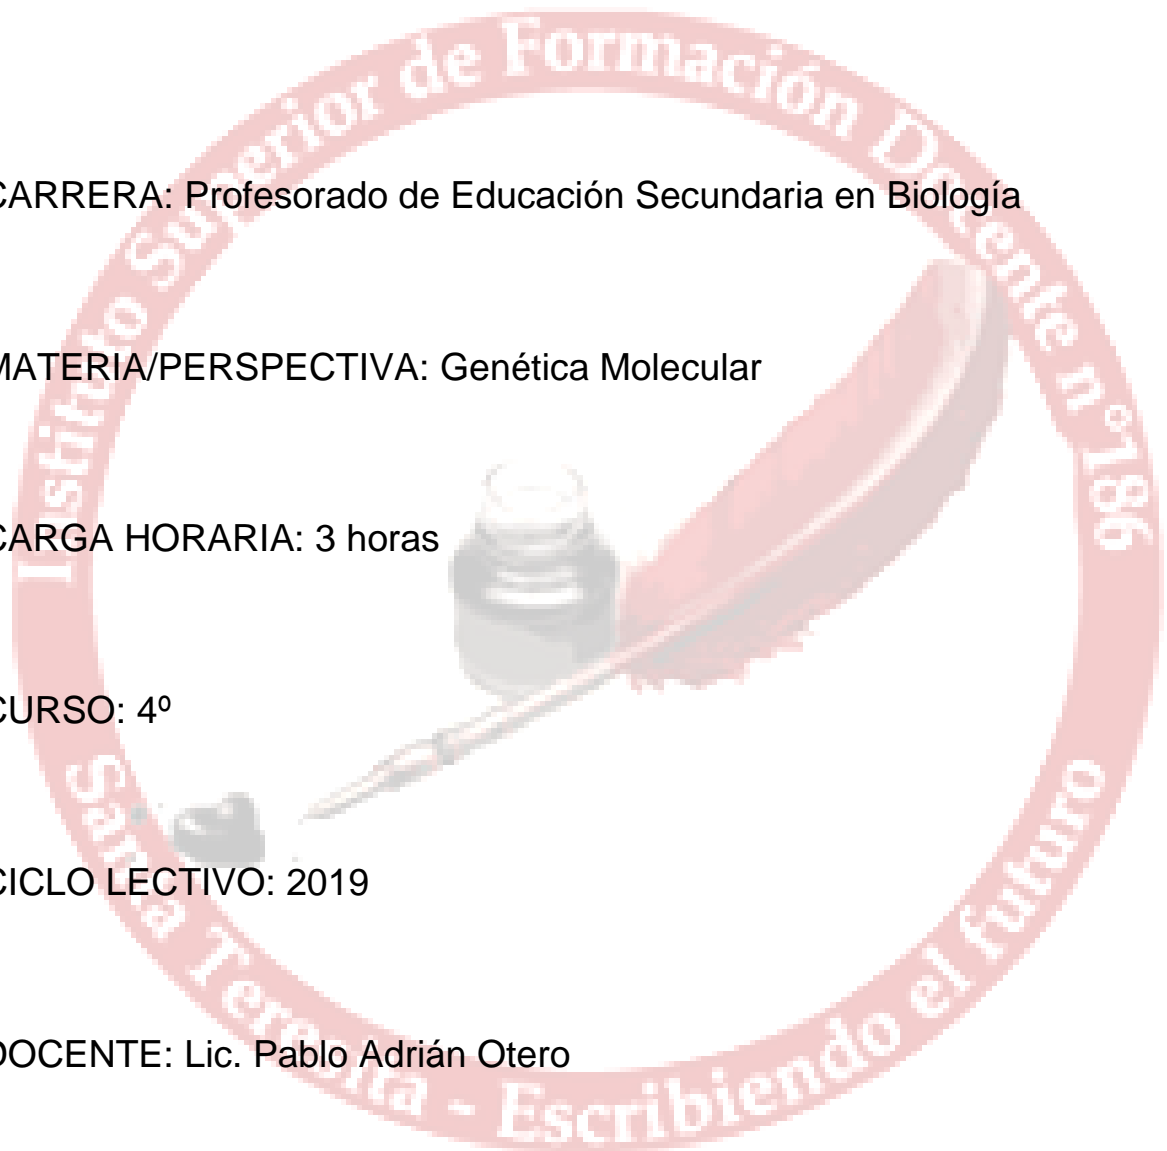 Instituto Superior de Formación Docente nº186
CARRERA: Profesorado de Educación Secundaria en Biología
MATERIA/PERSPECTIVA: Genética Molecular
CARGA HORARIA: 3 horas
CURSO: 4º
CICLO LECTIVO: 2019
DOCENTE: Lic. Pablo Adrián Otero
Santa Teresita - Escribiendo el futuro